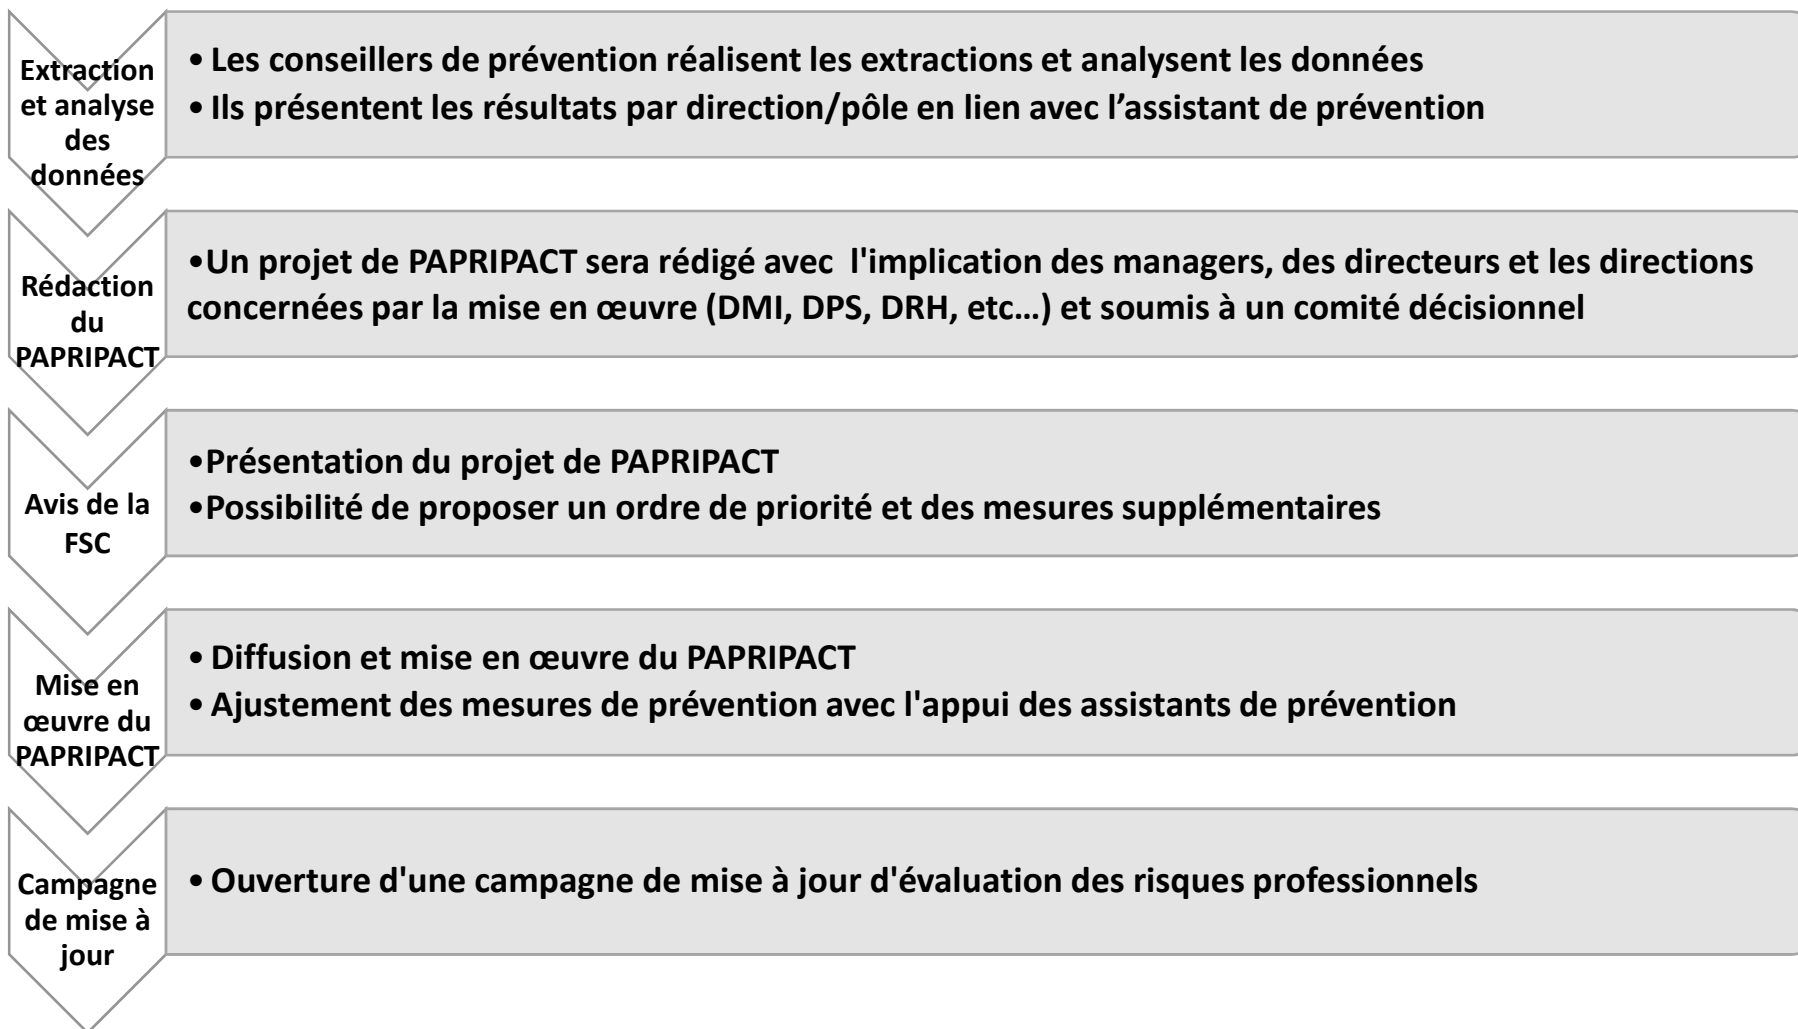 Extraction
et analyse
des
données
• Les conseillers de prévention réalisent les extractions et analysent les données
• Ils présentent les résultats par direction/pôle en lien avec l’assistant de prévention
Rédaction
du
PAPRIPACT
•Un projet de PAPRIPACT sera rédigé avec  l'implication des managers, des directeurs et les directions
concernées par la mise en œuvre (DMI, DPS, DRH, etc…) et soumis à un comité décisionnel
Avis de la
FSC
•Présentation du projet de PAPRIPACT
•Possibilité de proposer un ordre de priorité et des mesures supplémentaires
Mise en
œuvre du
PAPRIPACT
• Diffusion et mise en œuvre du PAPRIPACT
• Ajustement des mesures de prévention avec l'appui des assistants de prévention
Campagne
de mise à
jour
• Ouverture d'une campagne de mise à jour d'évaluation des risques professionnels